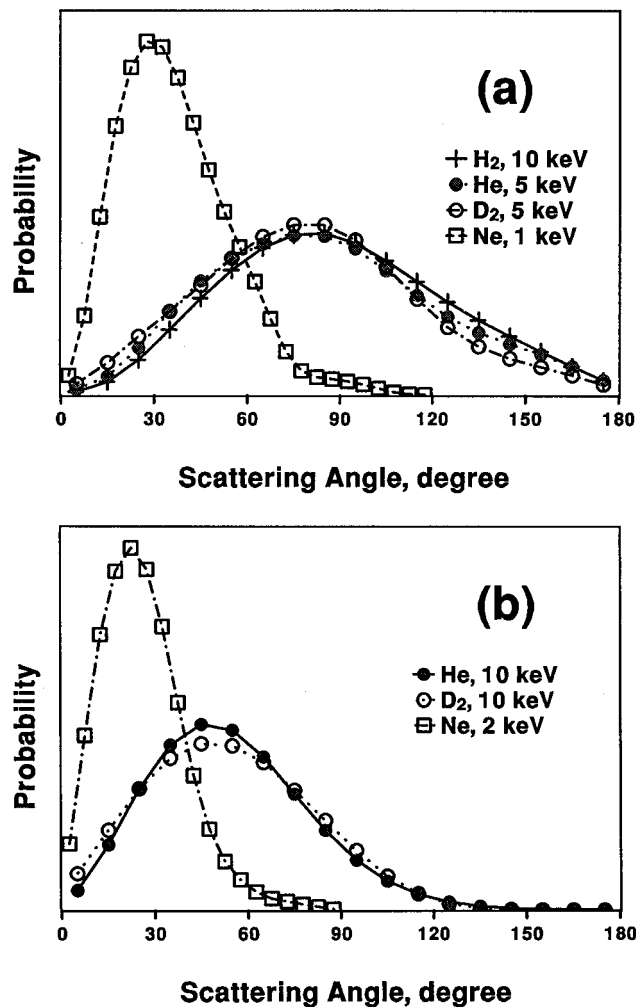 (a)
H2, 10 keV
He, 5 keV
D2, 5 keV
Ne, 1 keV
Probability
0 30 60 90 120 150 180
Scattering Angle, degree
(b)
He, 10 keV
D2, 10 keV
Ne, 2 keV
Probability
0 30 60 90 120 150 180
Scattering Angle, degree